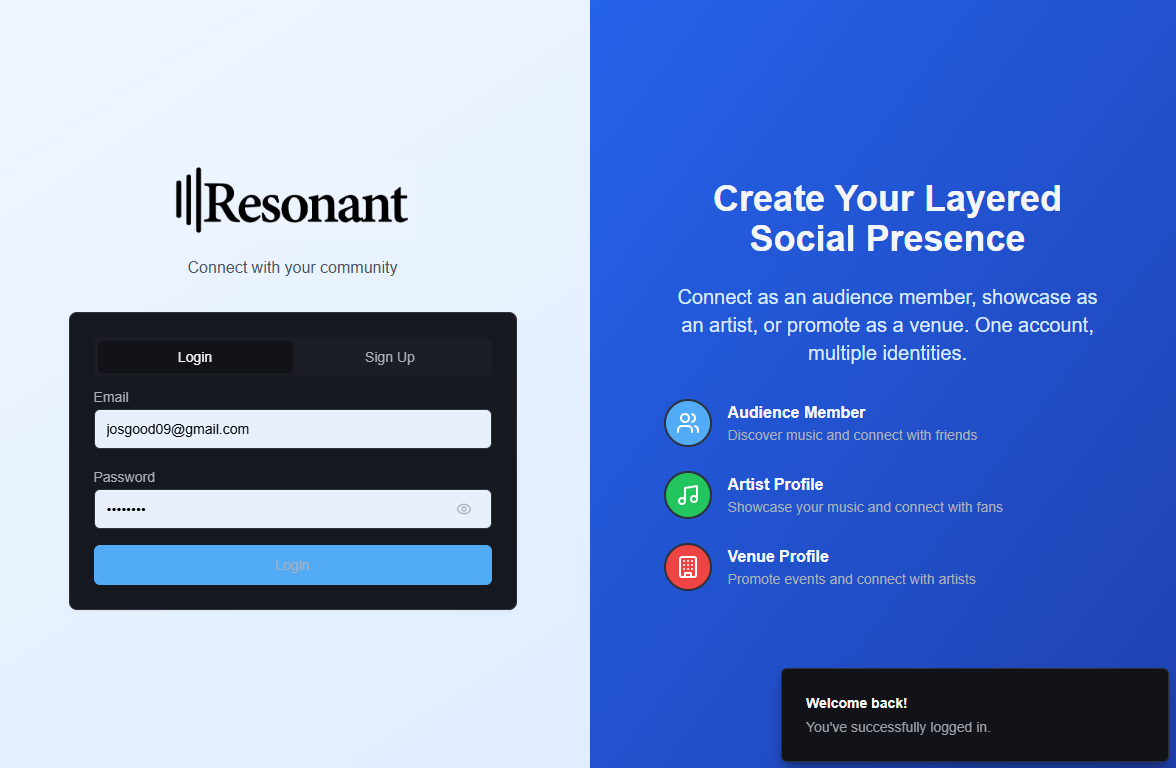 Resonant
Connect with your community
Login
Sign Up
Email
josgood09@gmail.com
Password
••••••••
Login
Create Your Layered
Social Presence
Connect as an audience member, showcase as
an artist, or promote as a venue. One account,
multiple identities.
Audience Member
Discover music and connect with friends
Artist Profile
Showcase your music and connect with fans
Venue Profile
Promote events and connect with artists
Welcome back!
You've successfully logged in.